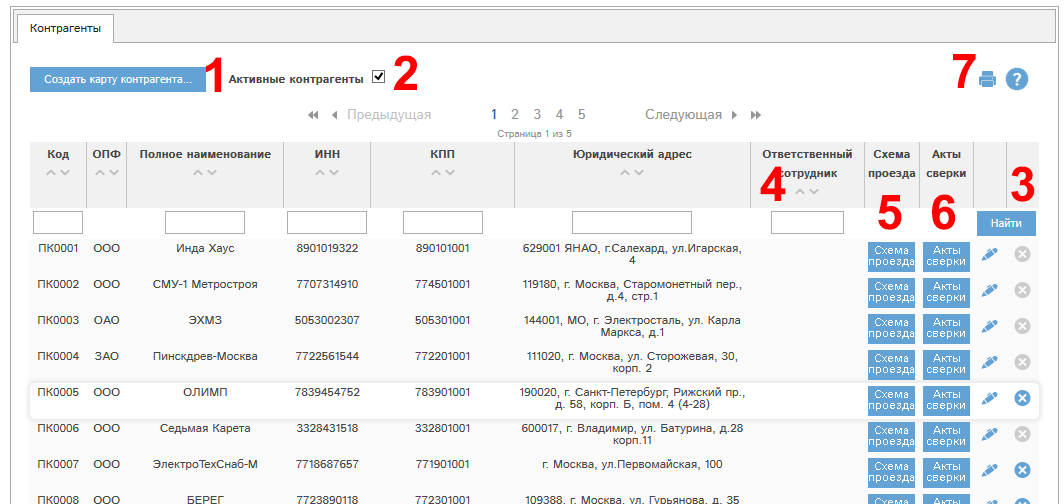 Контрагенты
Создать карту контрагента... 1 Активные контрагенты 2 7 ?
Предыдущая 1 2 3 4 5 Следующая
Страница 1 из 5
Код ОПФ Полное наименование ИНН КПП Юридический адрес Ответственный сотрудник Схема проезда Акты сверки
4 5 6 3
Найти
ПК0001 ООО Инда Хаус 8901019322 890101001 629001 ЯНАО, г.Салехард, ул.Игарская, Схема Акты
4 проезда сверки
ПК0002 ООО СМУ-1 Метростроя 7707314910 774501001 119180, г. Москва, Старомонетный пер., Схема Акты
д.4, стр.1 проезда сверки
ПК0003 ОАО ЭХМЗ 5053002307 505301001 144001, МО, г. Электросталь, ул. Карла Схема Акты
Маркса, д.1 проезда сверки
ПК0004 ЗАО Пинскдрев-Москва 7722561544 772201001 111020, г. Москва, ул. Сторожевая, 30, Схема Акты
корп. 2 проезда сверки
ПК0005 ООО ОЛИМП 7839454752 783901001 190020, г. Санкт-Петербург, Рижский пр., Схема Акты
д. 58, корп. Б, пом. 4 (4-28) проезда сверки
ПК0006 ООО Седьмая Карета 3328431518 332801001 600017, г. Владимир, ул. Батурина, д.28 Схема Акты
корп.11 проезда сверки
ПК0007 ООО ЭлектроТехСнаб-М 7718687657 771901001 г. Москва, ул.Первомайская, 100 Схема Акты
проезда сверки
ПК0008 ООО БЕРЕГ 7723890118 772301001 109388, г. Москва, ул. Гурьянова, д. 35 Схема Акты